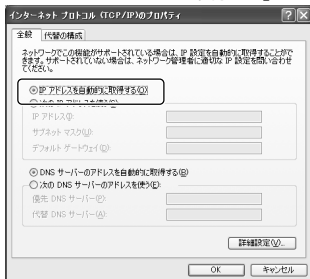 インターネット プロトコル (TCP/IP)のプロパティ
全般 代替の構成
ネットワークでこの機能がサポートされている場合は、IP 設定を自動的に取得することがで
きます。サポートされていない場合は、ネットワーク管理者に適切な IP 設定を問い合わせ
てください。
IP アドレスを自動的に取得する(O)
次の IP アドレスを使う(S):
IP アドレス(I):
サブネット マスク(U):
デフォルト ゲートウェイ(D):
DNS サーバーのアドレスを自動的に取得する(B)
次の DNS サーバーのアドレスを使う(E):
優先 DNS サーバー(P):
代替 DNS サーバー(A):
詳細設定(V)...
OK キャンセル